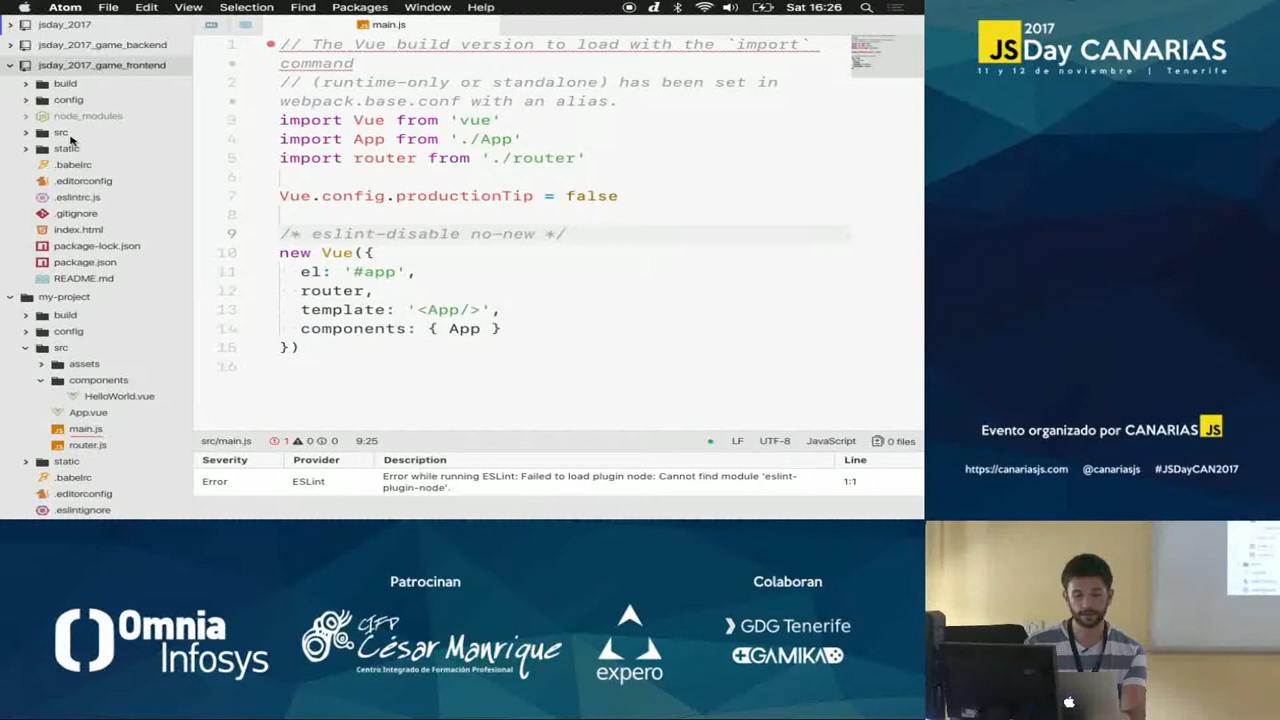 Atom File Edit View Selection Find Packages Window Help Sat 16:26
jsday_2017
jsday_2017_game_backend
jsday_2017_game_frontend
build
config
node_modules
src
static
.babelrc
.editorconfig
.eslintrc.js
.gitignore
index.html
package-lock.json
package.json
README.md
my-project
build
config
src
assets
components
HelloWorld.vue
App.vue
main.js
router.js
static
.babelrc
.editorconfig
.eslintignore
main.js
1 // The Vue build version to load with the `import`
command
2 // (runtime-only or standalone) has been set in
webpack.base.conf with an alias.
3 import Vue from 'vue'
4 import App from './App'
5 import router from './router'
6
7 Vue.config.productionTip = false
8
9 /* eslint-disable no-new */
10 new Vue({
11 el: '#app',
12 router,
13 template: '<App/>',
14 components: { App }
15 })
16
src/main.js 1 0 0 9:25 LF UTF-8 JavaScript 0 files
Severity Provider Description Line
Error ESLint Error while running ESLint: Failed to load plugin node: Cannot find module 'eslint-
plugin-node'. 1:1
2017
JSDay CANARIAS
11 y 12 de noviembre | Tenerife
Evento organizado por CANARIAS JS
https://canariasjs.com @canariasjs #JSDayCAN2017
Patrocinan
Omnia
Infosys
CIFP
César Manrique
Centro Integrado de Formación Profesional
expero
Colaboran
GDG Tenerife
GAMIKA